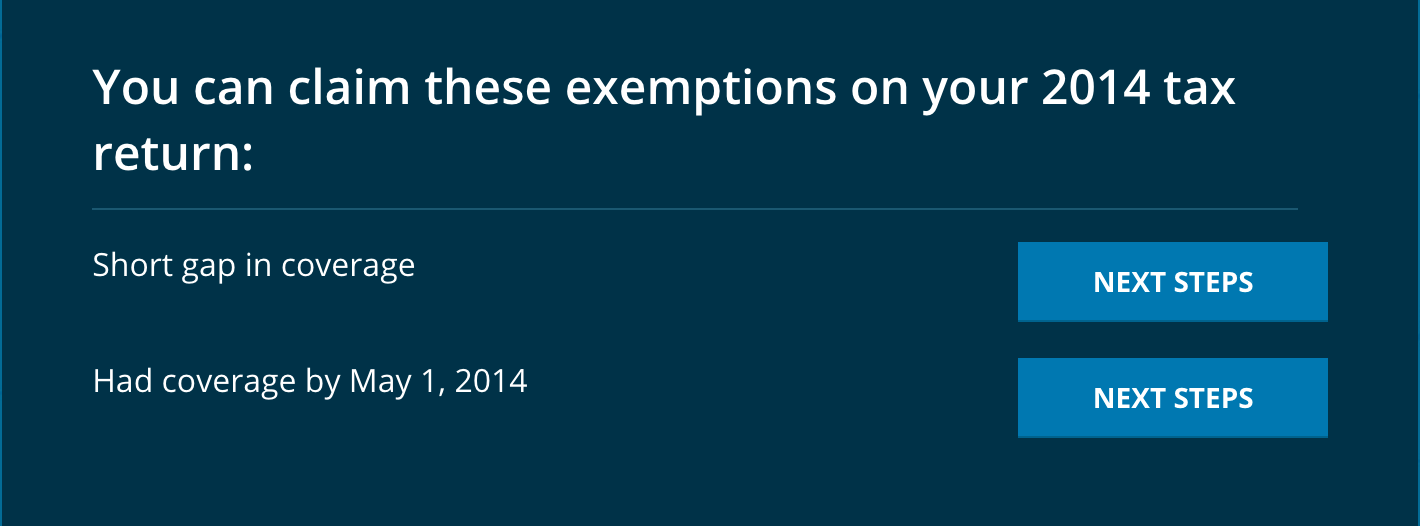 You can claim these exemptions on your 2014 tax
return:
Short gap in coverage
NEXT STEPS
Had coverage by May 1, 2014
NEXT STEPS